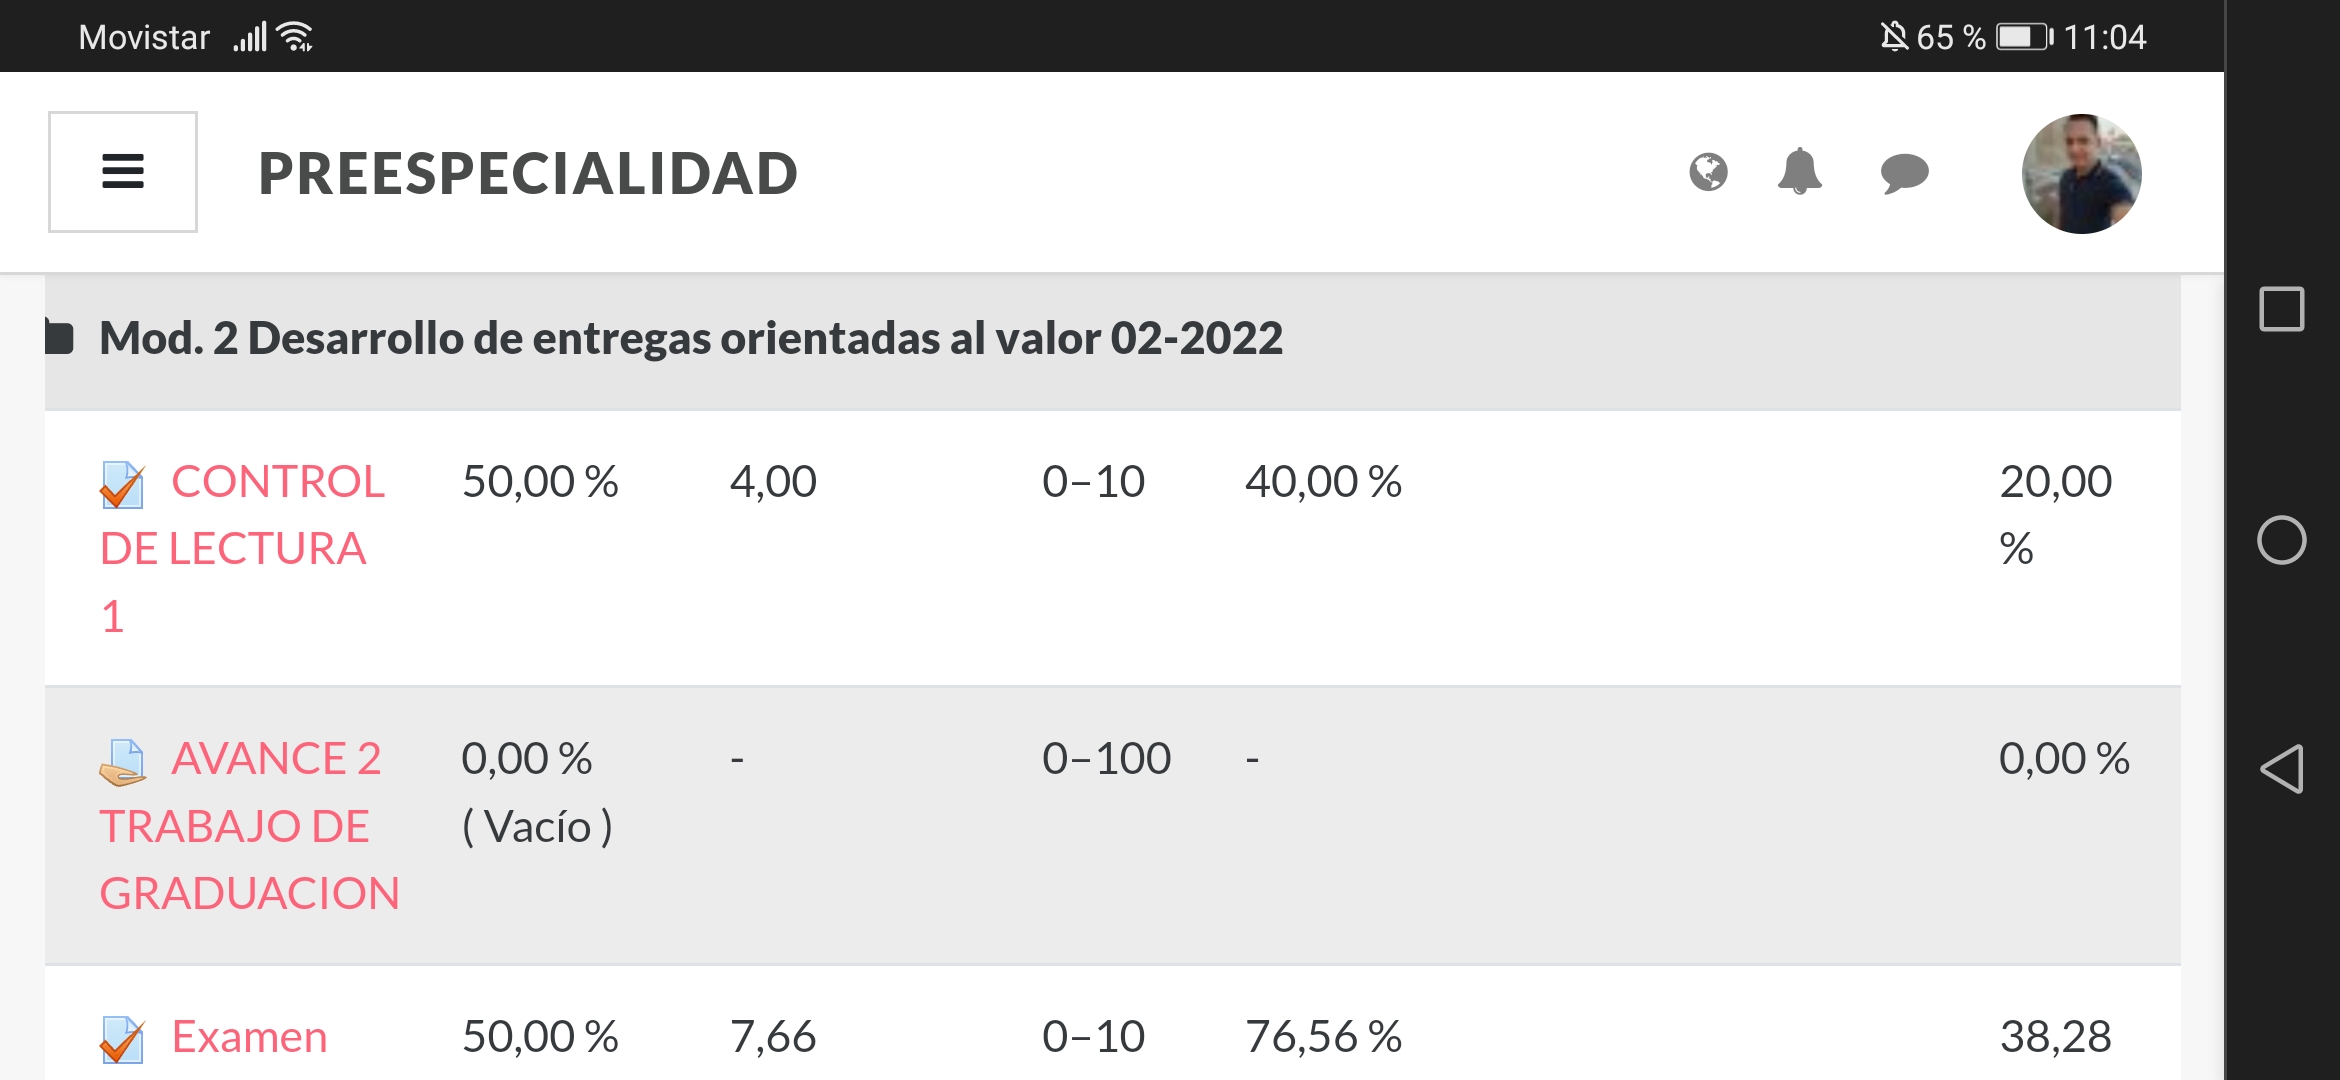 Movistar 65 % 11:04
PREESPECIALIDAD
Mod. 2 Desarrollo de entregas orientadas al valor 02-2022
CONTROL 50,00 % 4,00 0–10 40,00 % 20,00
DE LECTURA %
1
AVANCE 2 0,00 % - 0–100 - 0,00 %
TRABAJO DE ( Vacío )
GRADUACION
Examen 50,00 % 7,66 0–10 76,56 % 38,28